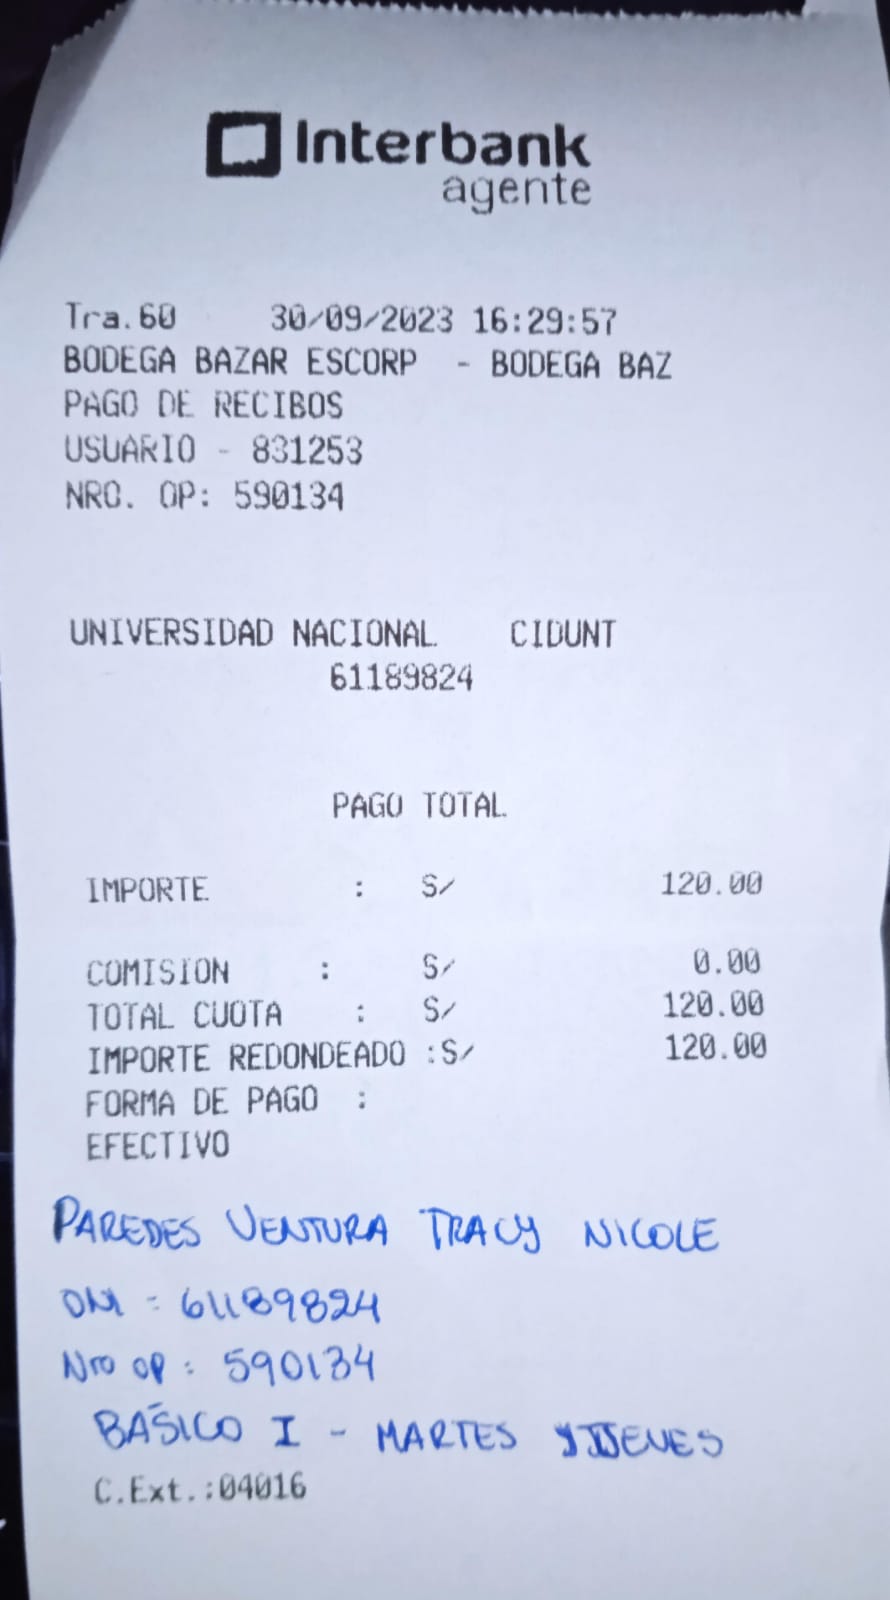 Interbank
agente
Tra.60 30/09/2023 16:29:57
BODEGA BAZAR ESCORP - BODEGA BAZ
PAGO DE RECIBOS
USUARIO - 831253
NRO. OP: 590134
UNIVERSIDAD NACIONAL CIDUNT
61189824
PAGO TOTAL
IMPORTE : S/ 120.00
COMISION : S/ 0.00
TOTAL CUOTA : S/ 120.00
IMPORTE REDONDEADO :S/ 120.00
FORMA DE PAGO :
EFECTIVO
PAREDES VENTURA TRACY NICOLE
DNI = 61189824
Nro OP : 590134
BÁSICO I - MARTES Y JUEVES
C.Ext.:04016